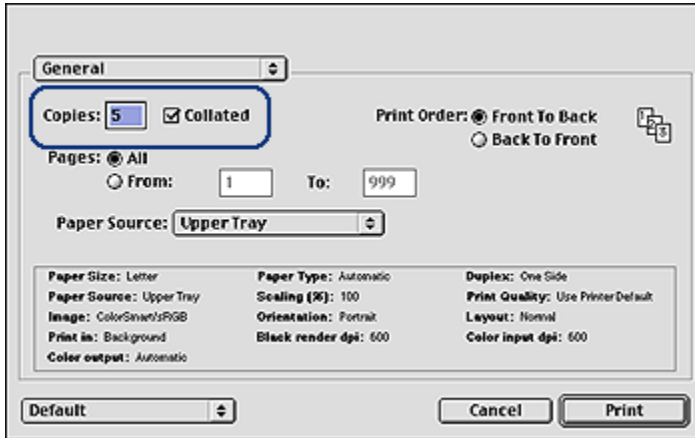 General
Copies: 5 Collated Print Order: Front To Back
Back To Front
Pages: All
From: 1 To: 999
Paper Source: Upper Tray
Paper Size: Letter Paper Type: Automatic Duplex: One Side
Paper Source: Upper Tray Scaling (%): 100 Print Quality: Use Printer Default
Image: ColorSmart/sRGB Orientation: Portrait Layout: Normal
Print in: Background Black render dpi: 600 Color input dpi: 600
Color output: Automatic
Default Cancel Print